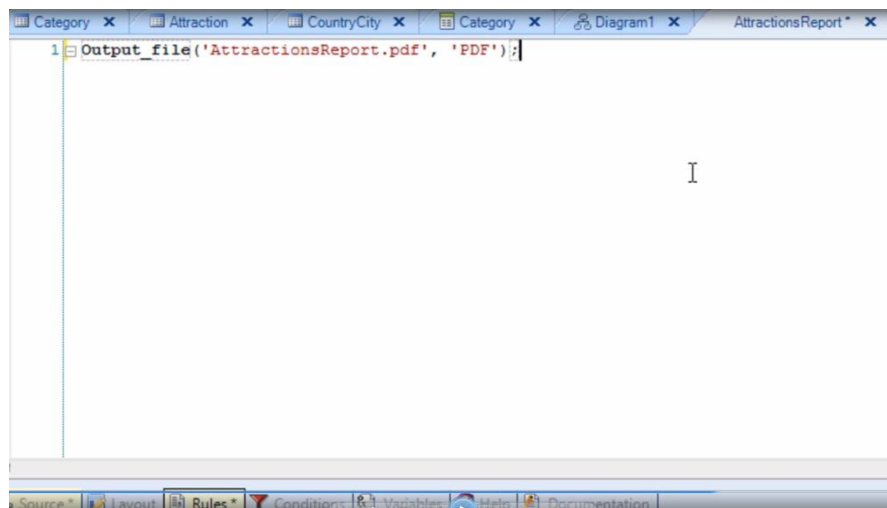 Category Attraction CountryCity Category Diagram1 AttractionsReport *
1 Output_file('AttractionsReport.pdf', 'PDF');
Source * Layout Rules * Conditions Variables Help Documentation